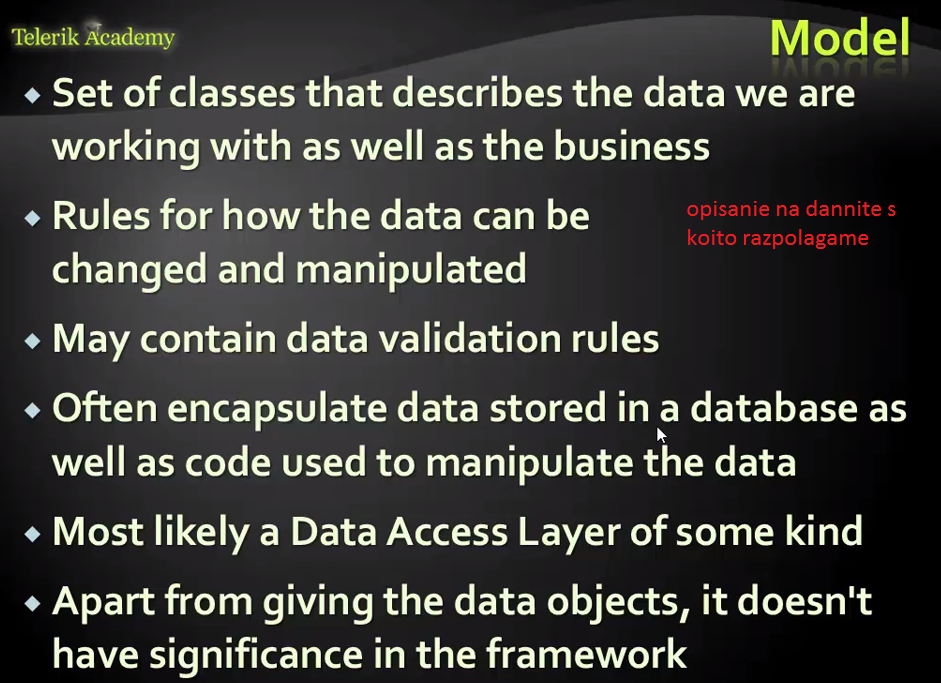 Telerik Academy
Model
Set of classes that describes the data we are
working with as well as the business
Rules for how the data can be
changed and manipulated
opisanie na dannite s
koito razpolagame
May contain data validation rules
Often encapsulate data stored in a database as
well as code used to manipulate the data
Most likely a Data Access Layer of some kind
Apart from giving the data objects, it doesn't
have significance in the framework